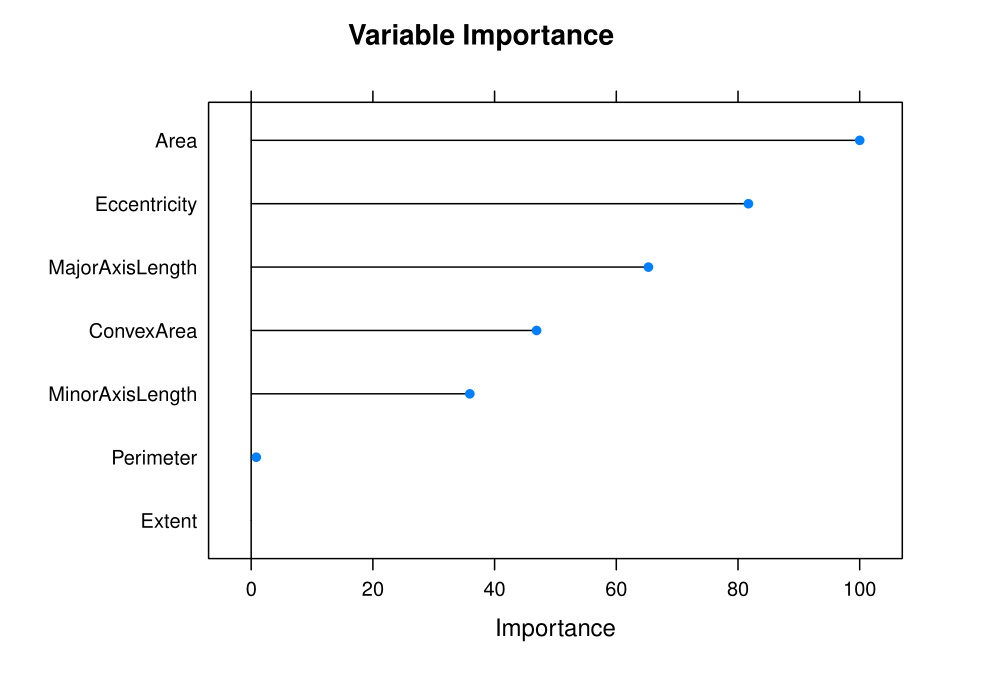 Variable Importance
Area
Eccentricity
MajorAxisLength
ConvexArea
MinorAxisLength
Perimeter
Extent
0 20 40 60 80 100
Importance